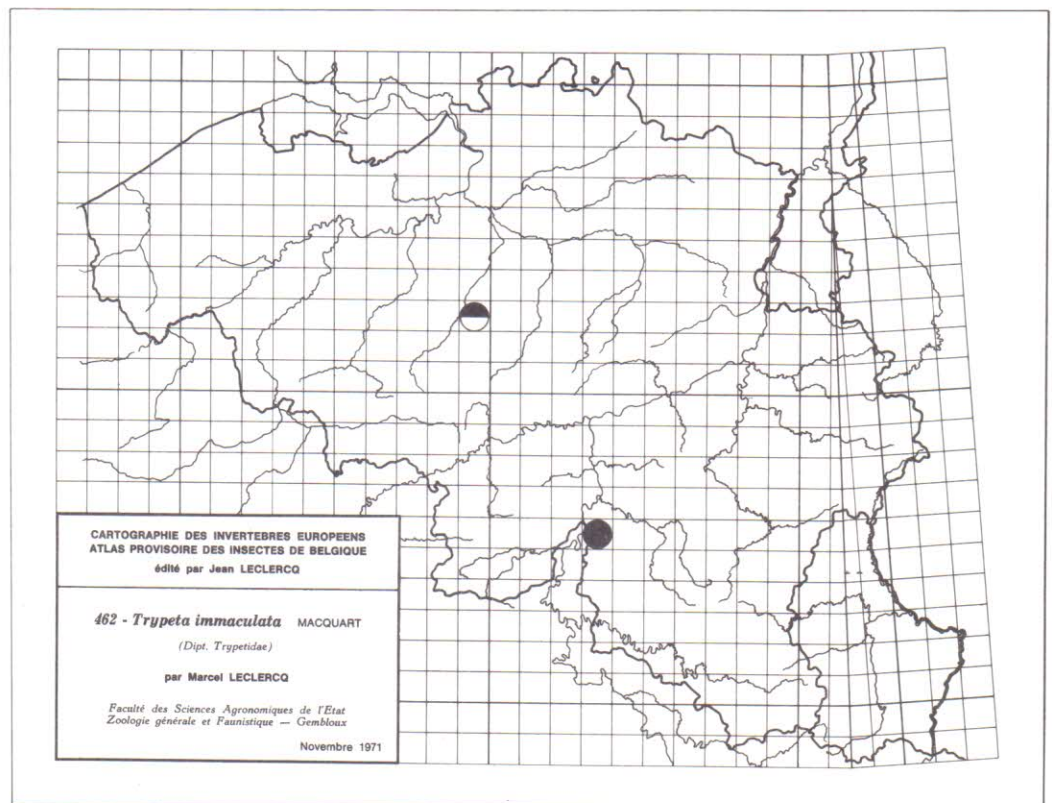 CARTOGRAPHIE DES INVERTEBRES EUROPEENS
ATLAS PROVISOIRE DES INSECTES DE BELGIQUE
édité par Jean LECLERCQ
462 - Trypeta immaculata MACQUART
(Dipt. Trypetidae)
par Marcel LECLERCQ
Faculté des Sciences Agronomiques de l'Etat
Zoologie générale et Faunistique — Gembloux
Novembre 1971